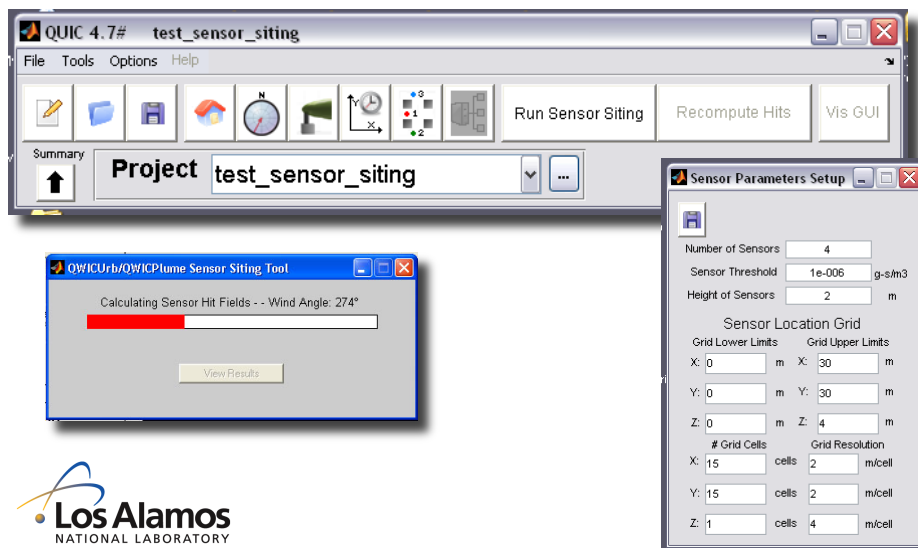 QUIC 4.7# test_sensor_siting
File Tools Options Help
N
Y
X
3
1
2
Run Sensor Siting
Recompute Hits
Vis GUI
Summary
Project
test_sensor_siting
...
Sensor Parameters Setup
Number of Sensors 4
Sensor Threshold 1e-006 g-s/m3
Height of Sensors 2 m
Sensor Location Grid
Grid Lower Limits Grid Upper Limits
X: 0 m X: 30 m
Y: 0 m Y: 30 m
Z: 0 m Z: 4 m
# Grid Cells Grid Resolution
X: 15 cells 2 m/cell
Y: 15 cells 2 m/cell
Z: 1 cells 4 m/cell
QWICUrb/QWICPlume Sensor Siting Tool
Calculating Sensor Hit Fields - - Wind Angle: 274°
View Results
Los Alamos
NATIONAL LABORATORY